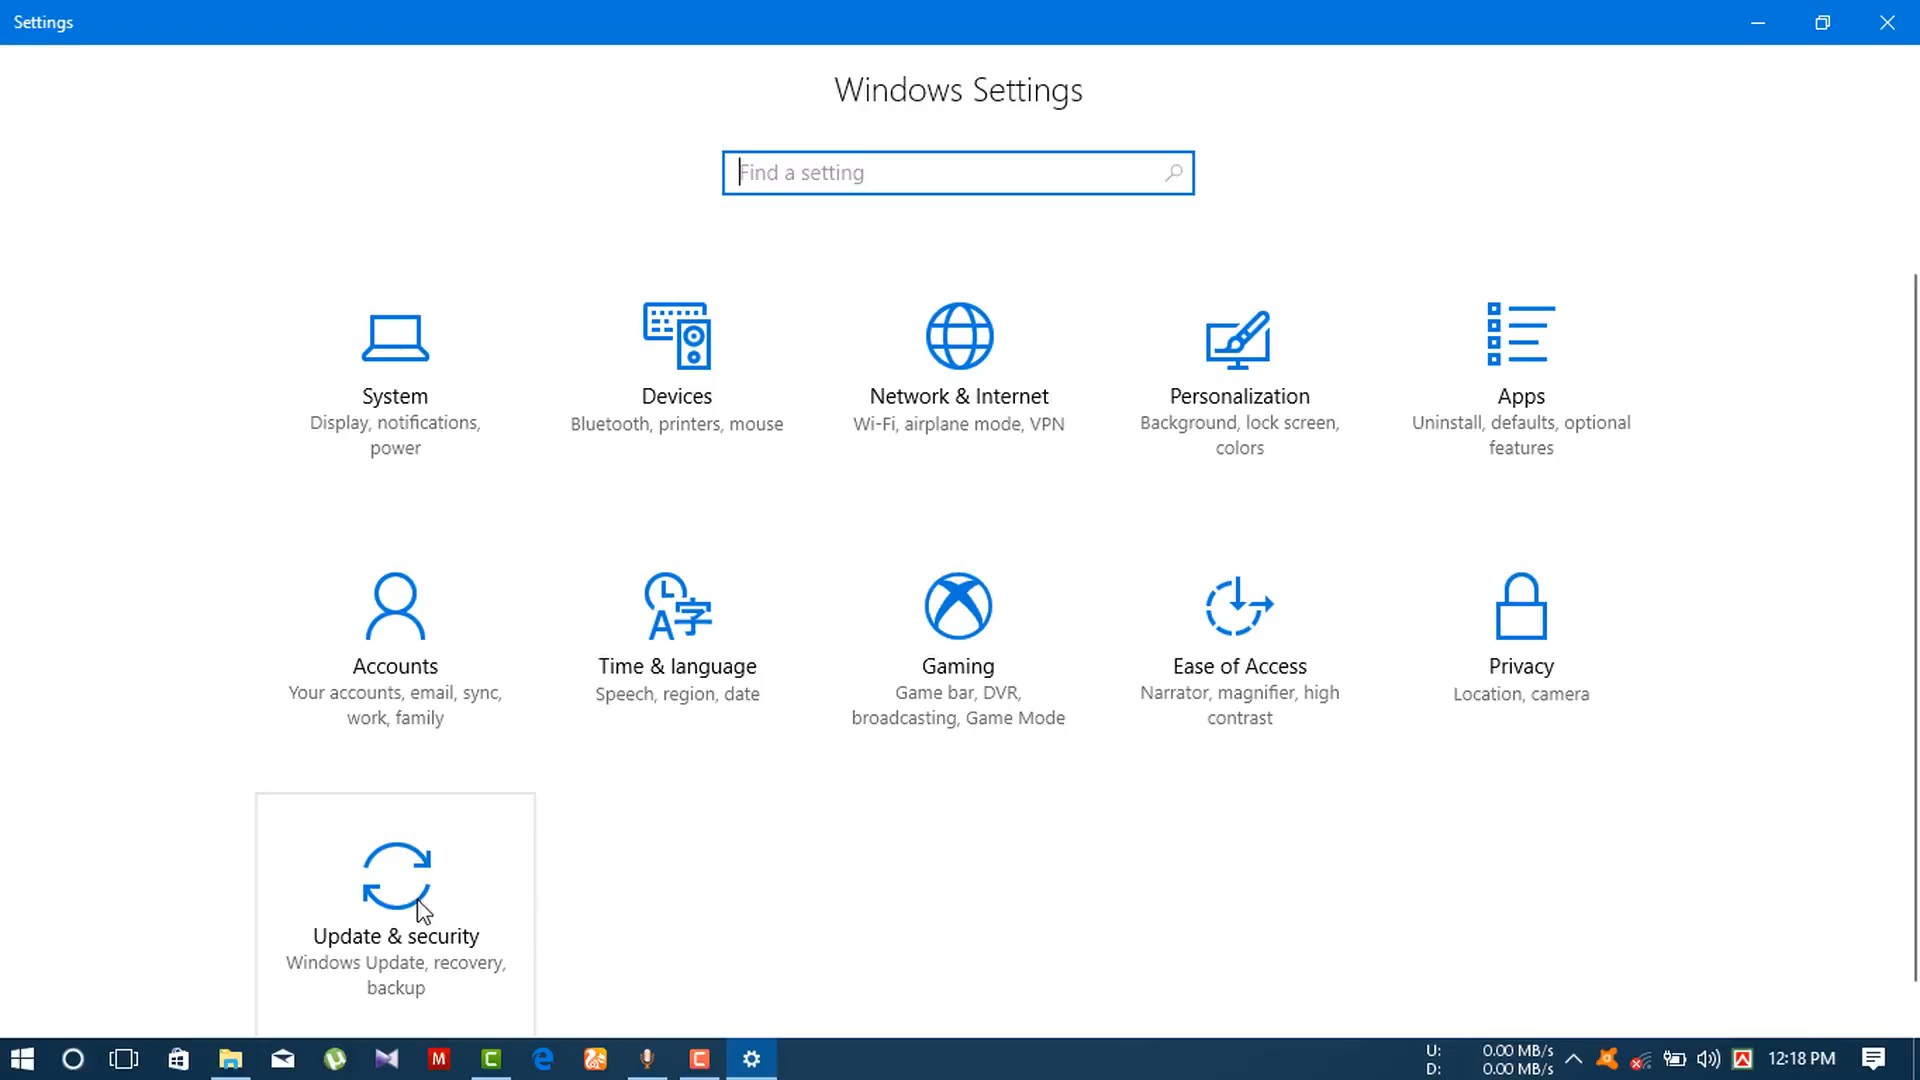 Settings
Windows Settings
Find a setting
System
Display, notifications,
power
Devices
Bluetooth, printers, mouse
Network & Internet
Wi-Fi, airplane mode, VPN
Personalization
Background, lock screen,
colors
Apps
Uninstall, defaults, optional
features
Accounts
Your accounts, email, sync,
work, family
Time & language
Speech, region, date
Gaming
Game bar, DVR,
broadcasting, Game Mode
Ease of Access
Narrator, magnifier, high
contrast
Privacy
Location, camera
Update & security
Windows Update, recovery,
backup
U: 0.00 MB/s
D: 0.00 MB/s
12:18 PM